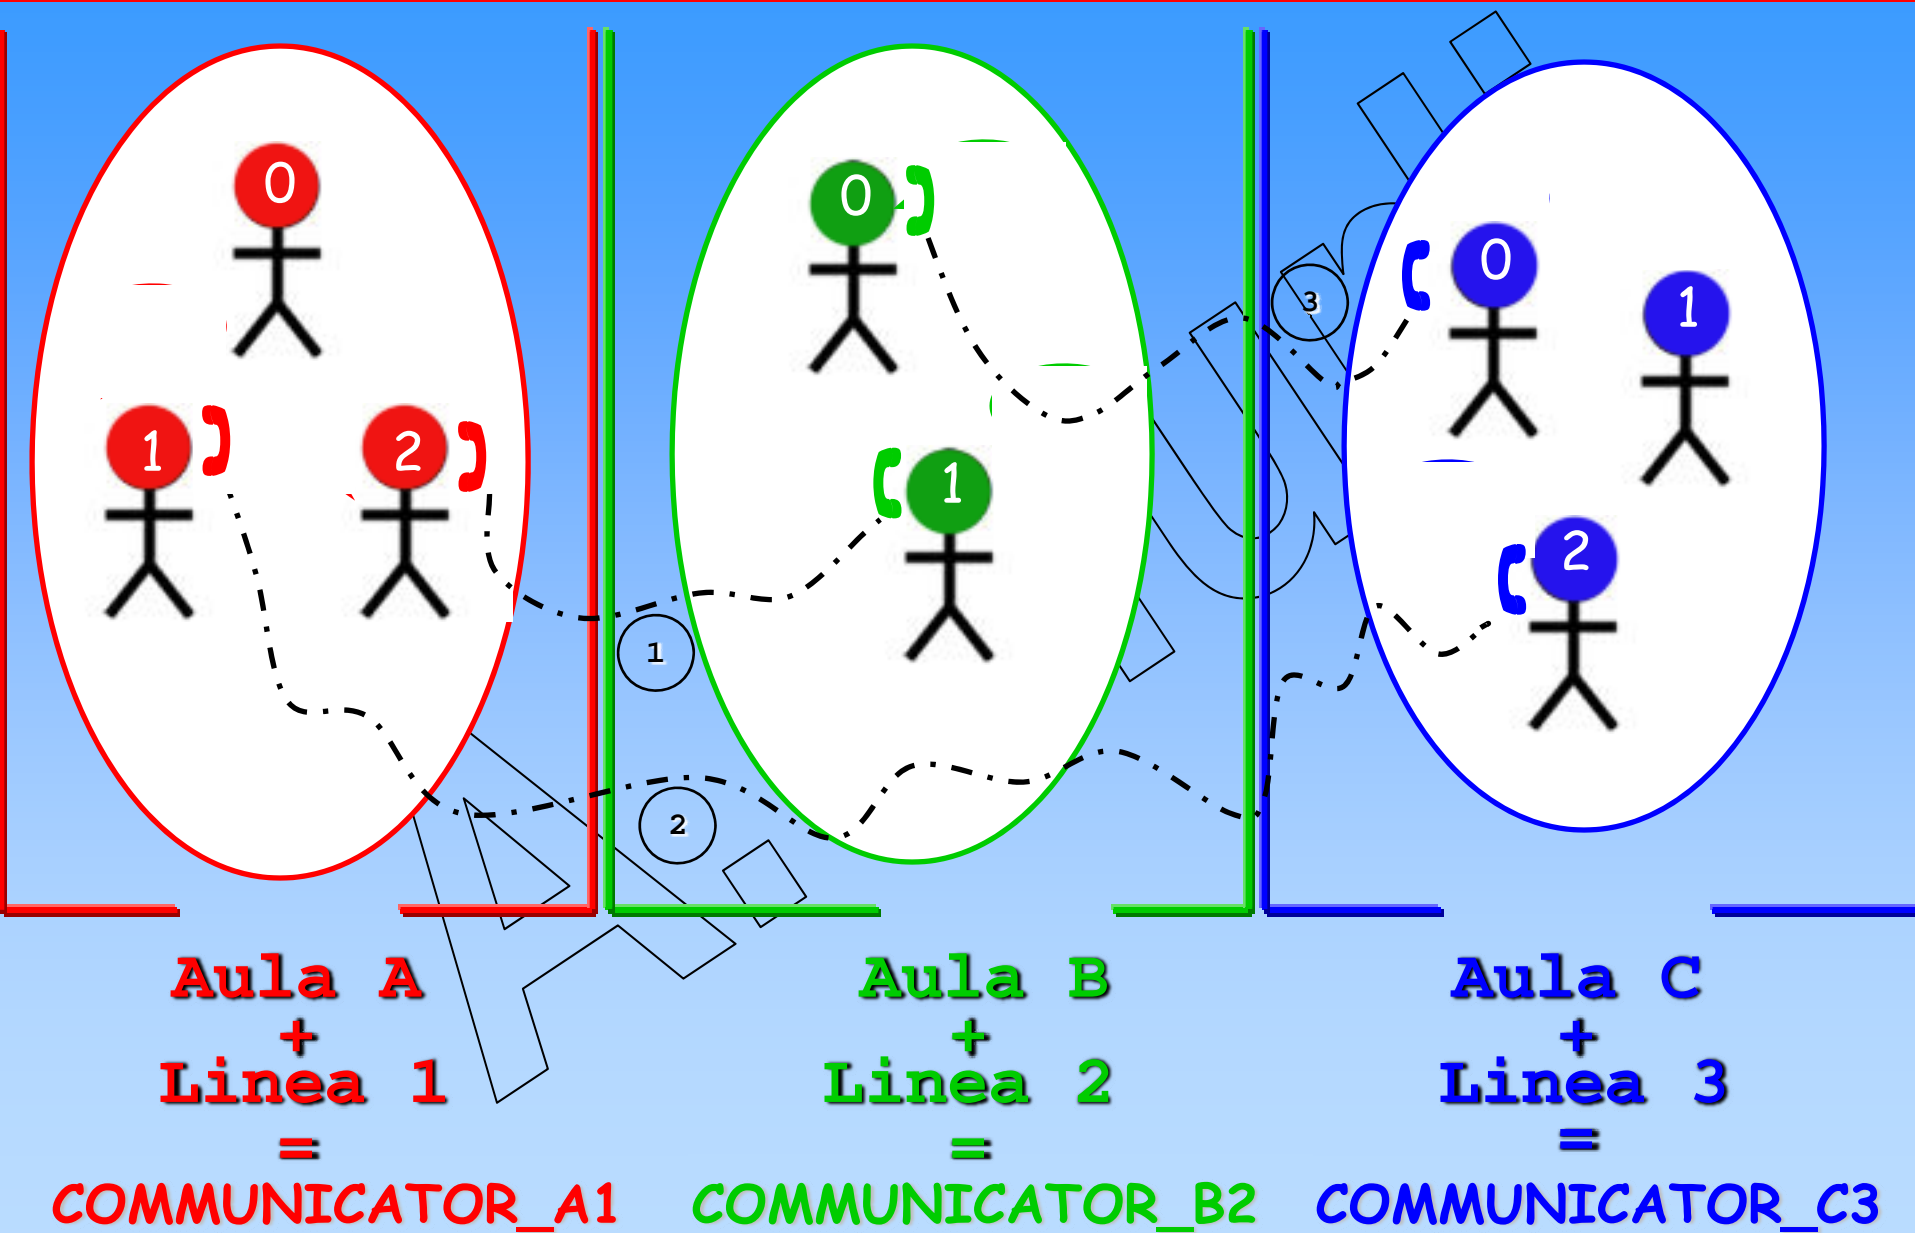 0
1
2
0
1
0
1
2
1
2
3
Aula A
+
Linea 1
=
COMMUNICATOR_A1
Aula B
+
Linea 2
=
COMMUNICATOR_B2
Aula C
+
Linea 3
=
COMMUNICATOR_C3